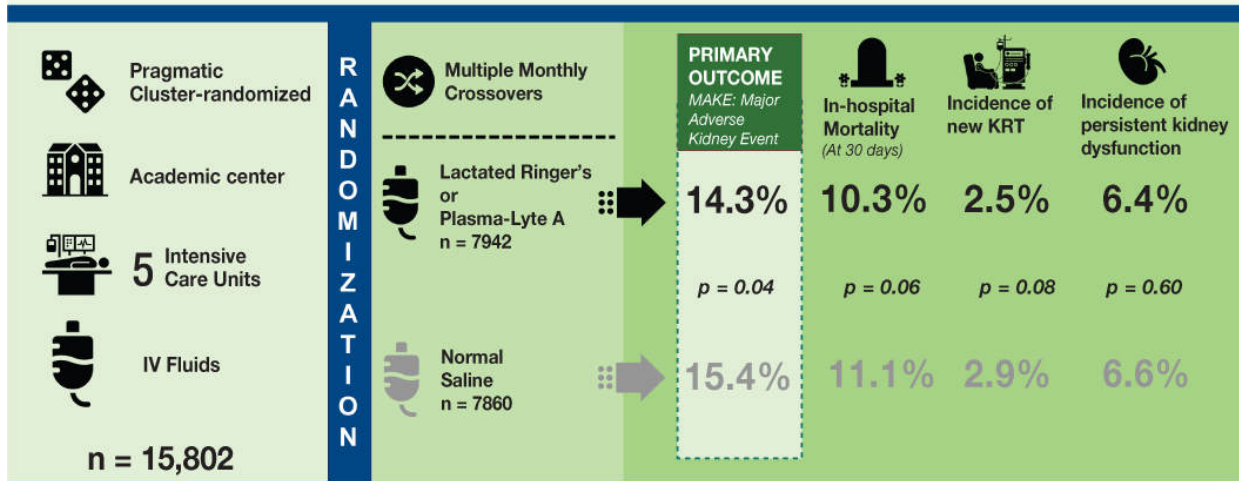 Pragmatic
Cluster-randomized
Academic center
5 Intensive
Care Units
IV Fluids
n = 15,802
RANDOMIZATION
Multiple Monthly
Crossovers
Lactated Ringer's
or
Plasma-Lyte A
n = 7942
Normal
Saline
n = 7860
PRIMARY
OUTCOME
MAKE: Major
Adverse
Kidney Event
14.3%
p = 0.04
15.4%
In-hospital
Mortality
(At 30 days)
10.3%
p = 0.06
11.1%
Incidence of
new KRT
2.5%
p = 0.08
2.9%
Incidence of
persistent kidney
dysfunction
6.4%
p = 0.60
6.6%